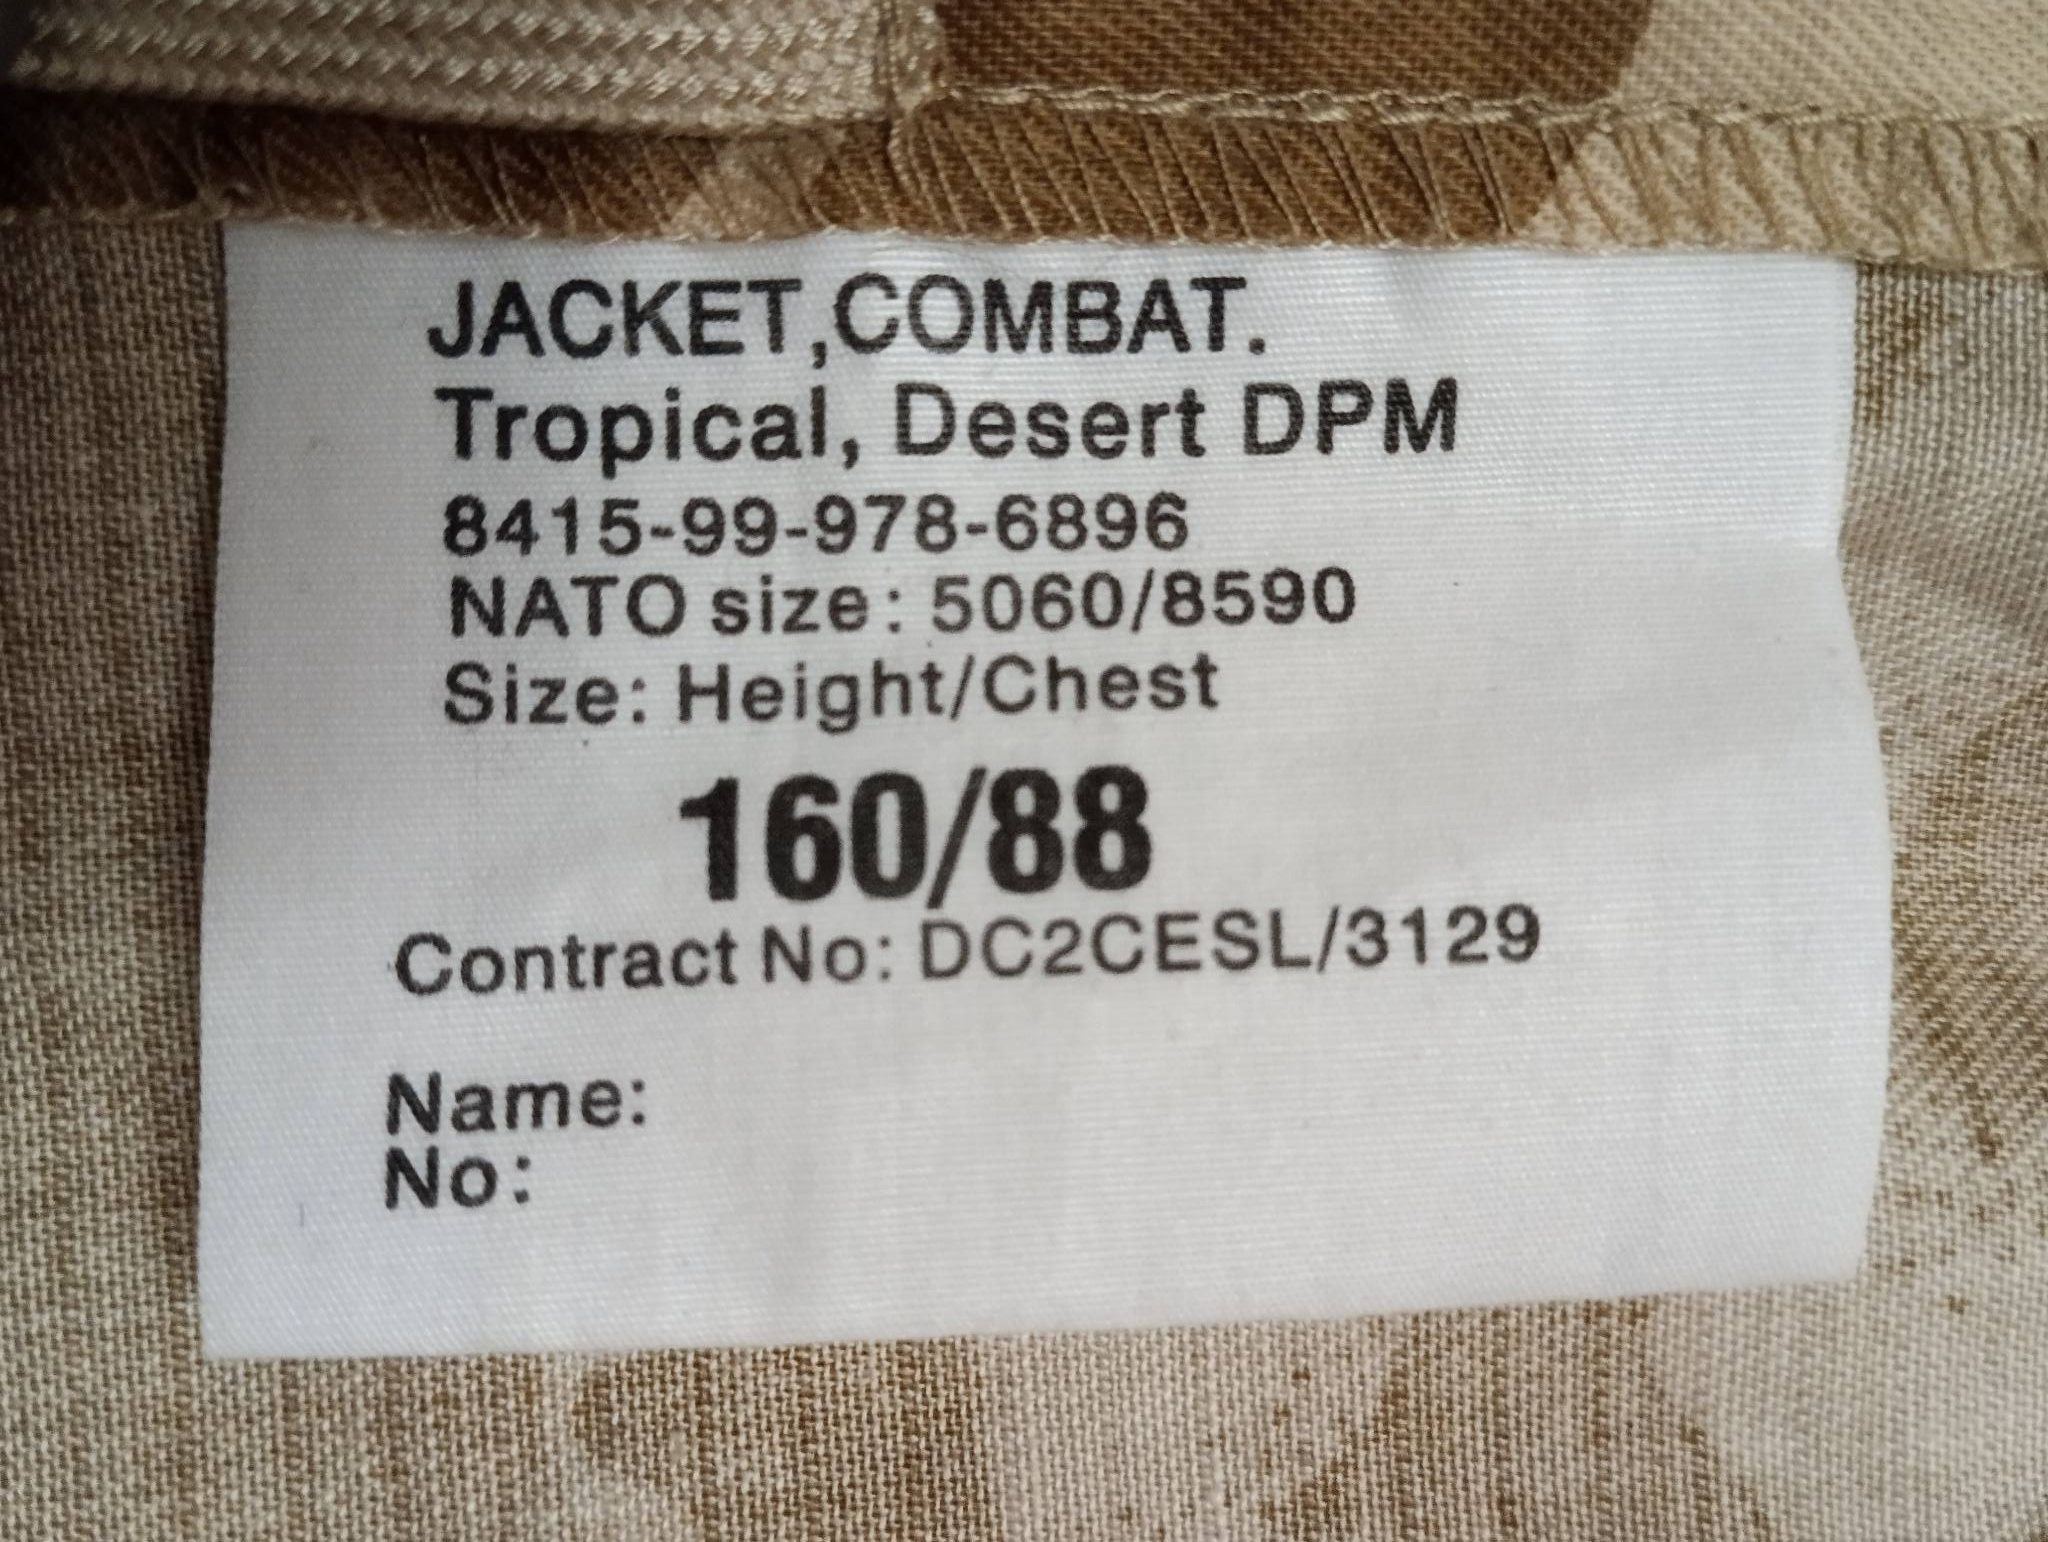 JACKET,COMBAT.
Tropical, Desert DPM
8415-99-978-6896
NATO size: 5060/8590
Size: Height/Chest
160/88
Contract No: DC2CESL/3129
Name:
No: